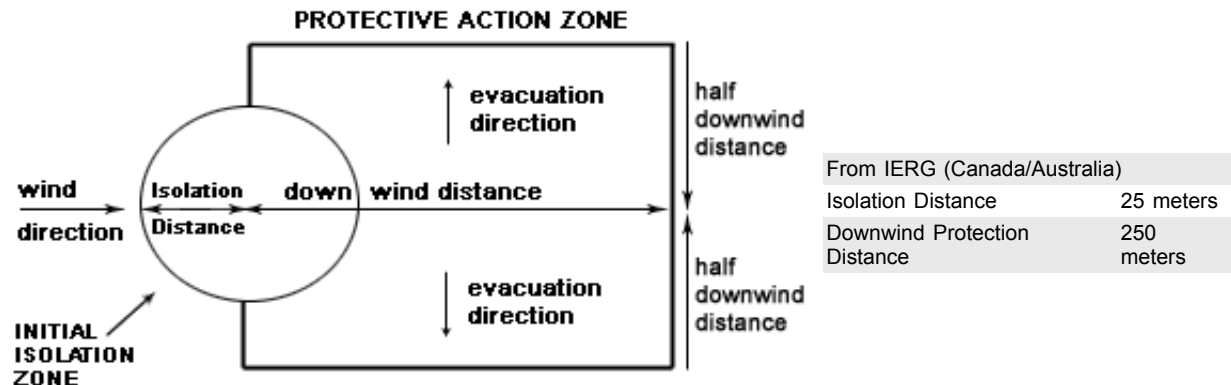 PROTECTIVE ACTION ZONE
evacuation
direction
half
downwind
distance
wind
direction
Isolation
Distance
down wind distance
evacuation
direction
half
downwind
distance
INITIAL
ISOLATION
ZONE
From IERG (Canada/Australia)
Isolation Distance 25 meters
Downwind Protection 250
Distance meters